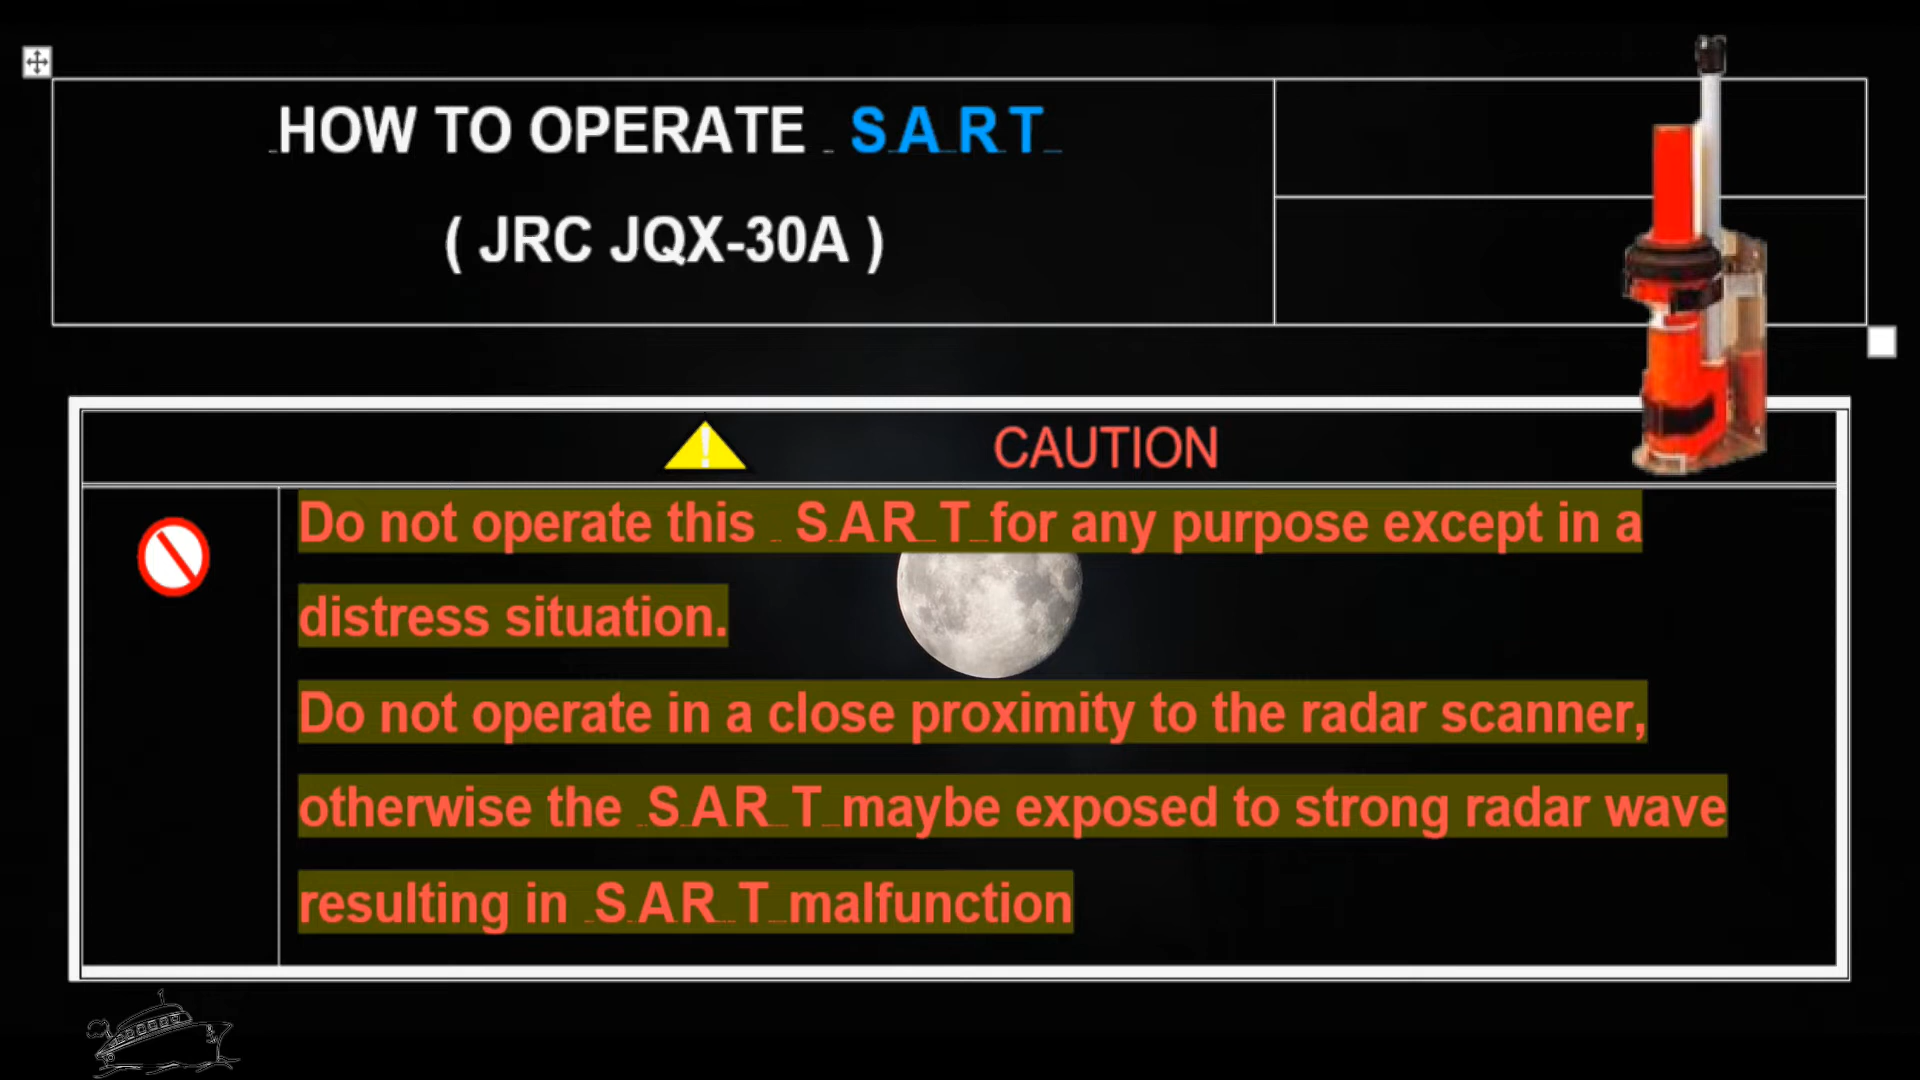 HOW TO OPERATE S A R T
( JRC JQX-30A )
CAUTION
Do not operate this S A R T for any purpose except in a
distress situation.
Do not operate in a close proximity to the radar scanner,
otherwise the S A R T maybe exposed to strong radar wave
resulting in S A R T malfunction